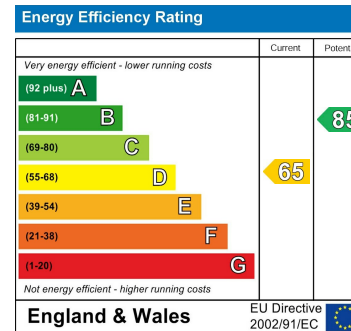 Energy Efficiency Rating
Current Potent
Very energy efficient - lower running costs
(92 plus) A
(81-91) B
85
(69-80) C
(55-68) D
65
(39-54) E
(21-38) F
(1-20) G
Not energy efficient - higher running costs
England & Wales
EU Directive
2002/91/EC